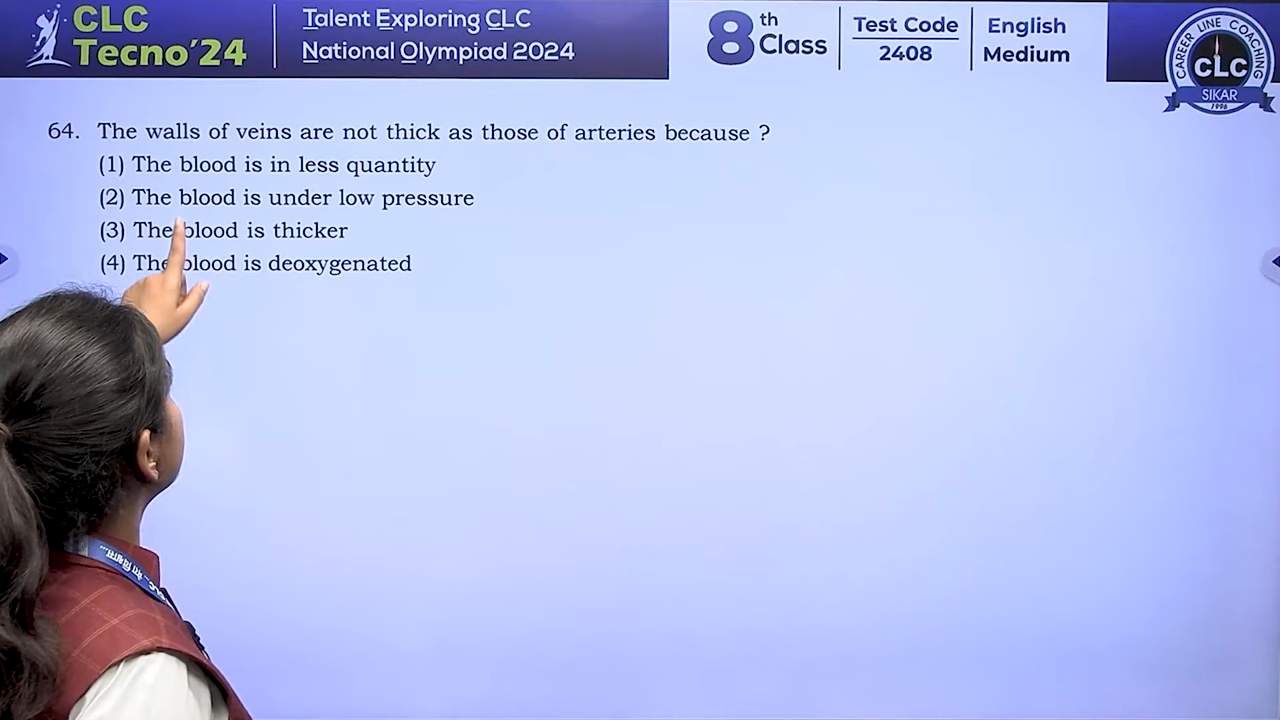 CLC
Tecno'24
Talent Exploring CLC
National Olympiad 2024
8th Class
Test Code
2408
English
Medium
CAREER LINE COACHING
CLC
SIKAR
1996
64. The walls of veins are not thick as those of arteries because ?
(1) The blood is in less quantity
(2) The blood is under low pressure
(3) The blood is thicker
(4) The blood is deoxygenated